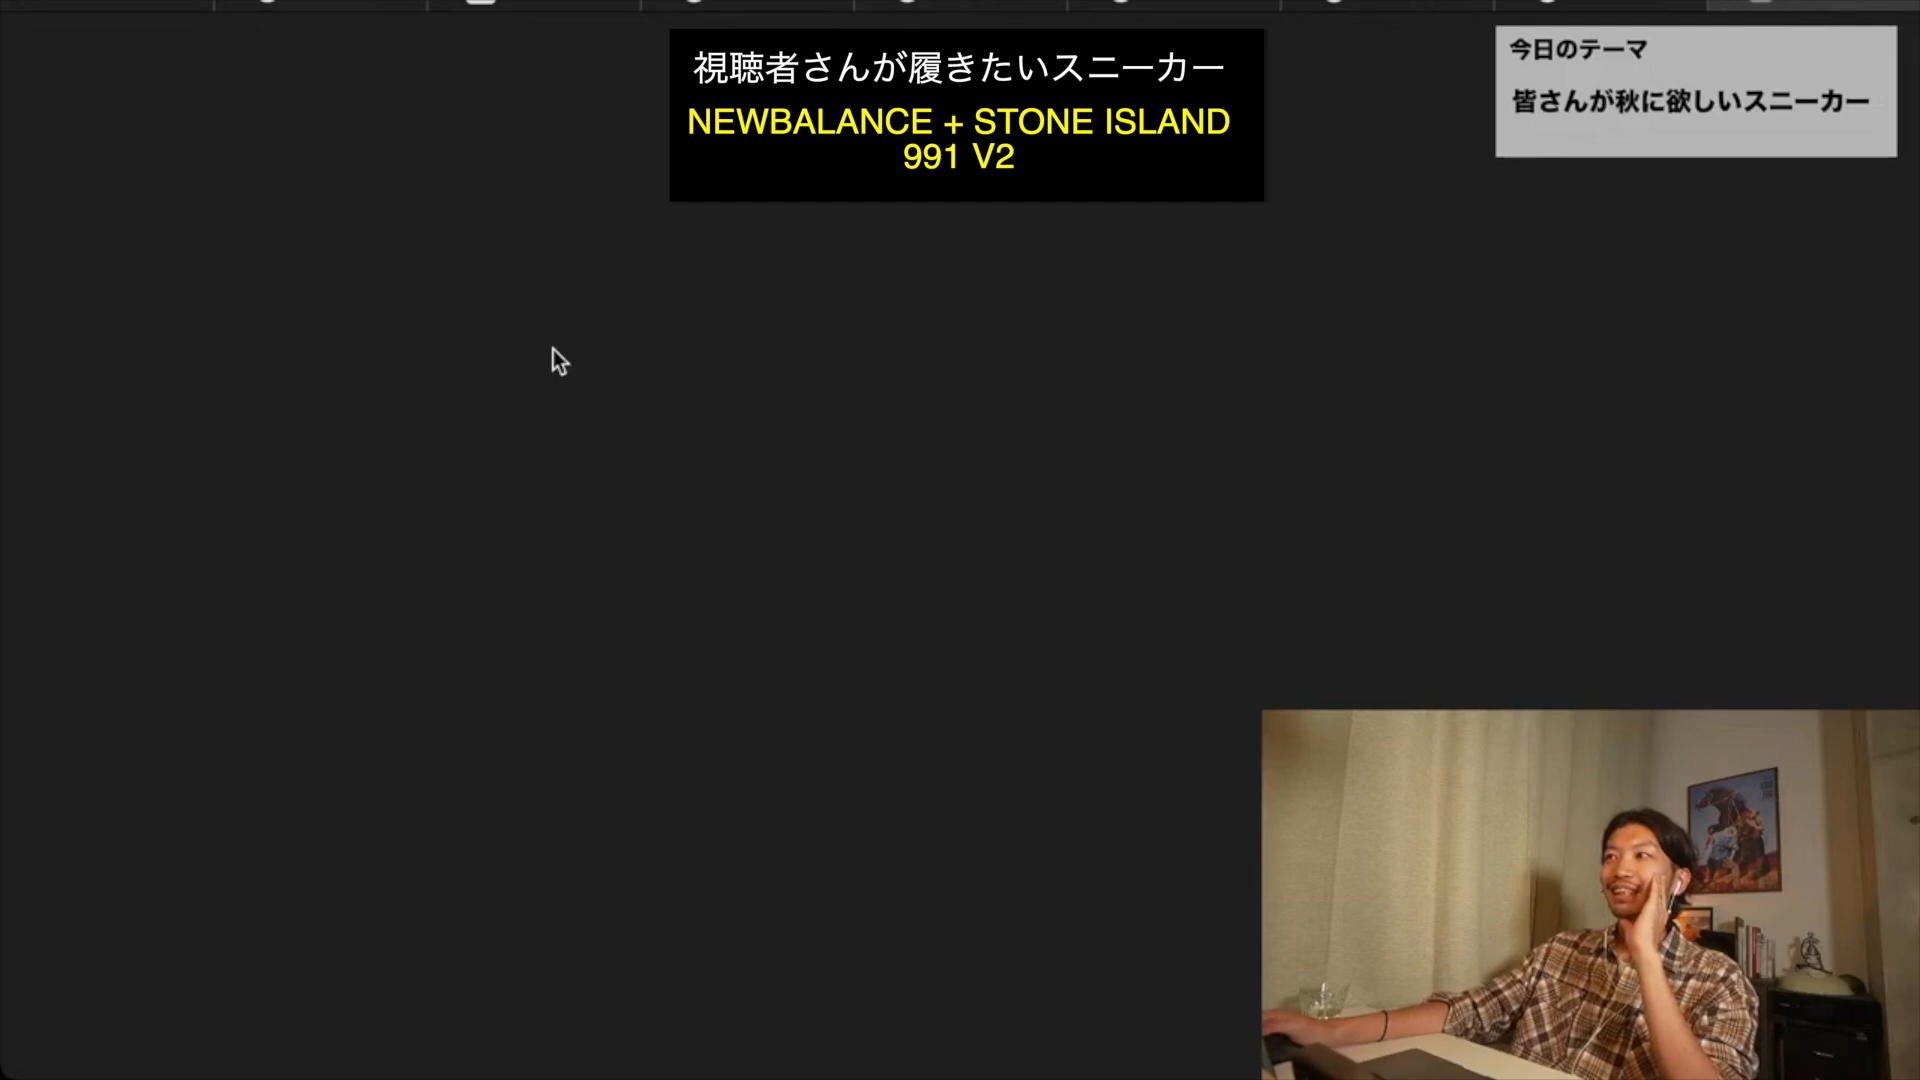 視聴者さんが履きたいスニーカー
NEWBALANCE + STONE ISLAND
991 V2
今日のテーマ
皆さんが秋に欲しいスニーカー